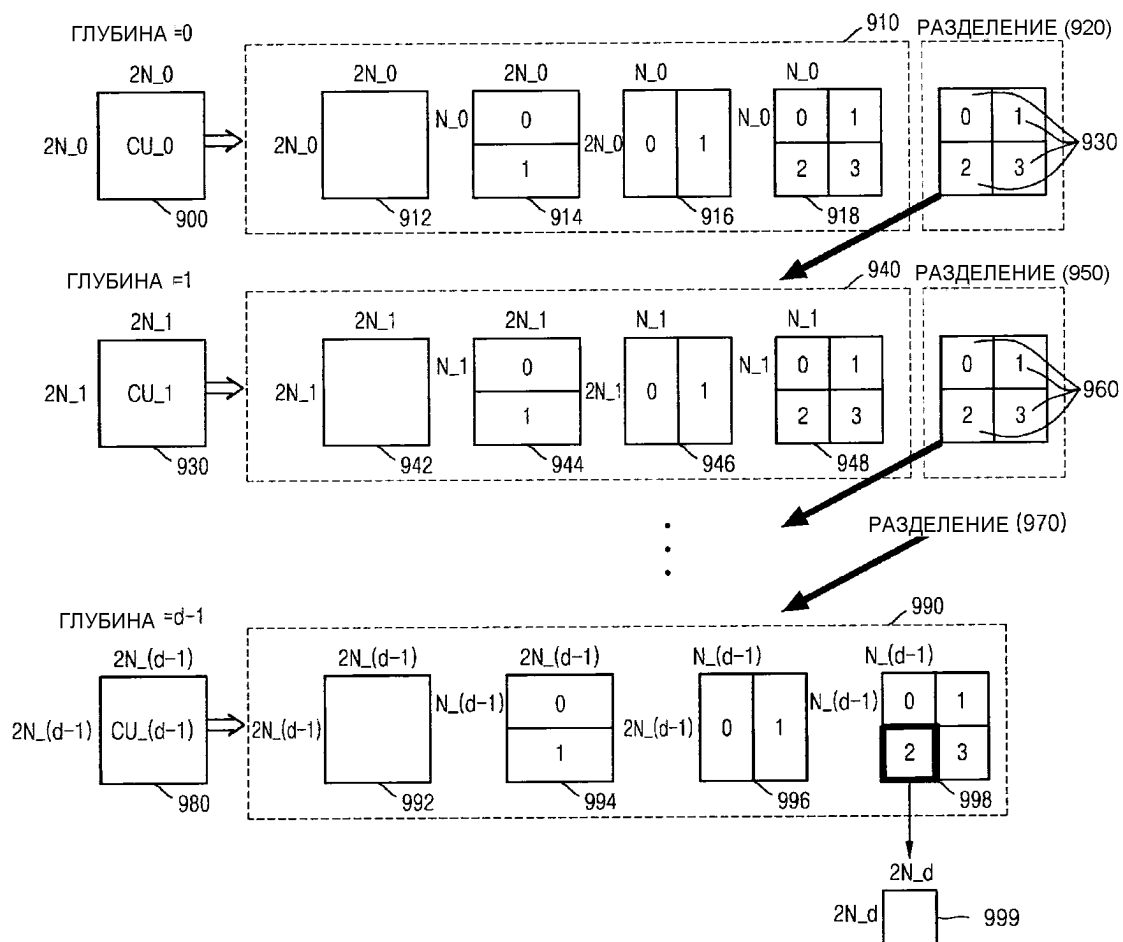 ГЛУБИНА =0
910
РАЗДЕЛЕНИЕ (920)
2N_0
2N_0
2N_0
N_0
N_0
2N_0
CU_0
2N_0
N_0
0
1
2N_0
0
1
N_0
0
1
2
3
0
1
2
3
930
900
912
914
916
918
ГЛУБИНА =1
940
РАЗДЕЛЕНИЕ (950)
2N_1
2N_1
2N_1
N_1
N_1
2N_1
CU_1
2N_1
N_1
0
1
2N_1
0
1
N_1
0
1
2
3
0
1
2
3
960
930
942
944
946
948
РАЗДЕЛЕНИЕ (970)
ГЛУБИНА =d-1
990
2N_(d-1)
2N_(d-1)
2N_(d-1)
N_(d-1)
N_(d-1)
2N_(d-1)
CU_(d-1)
2N_(d-1)
N_(d-1)
0
1
2N_(d-1)
0
1
N_(d-1)
0
1
2
3
980
992
994
996
998
2N_d
2N_d
999